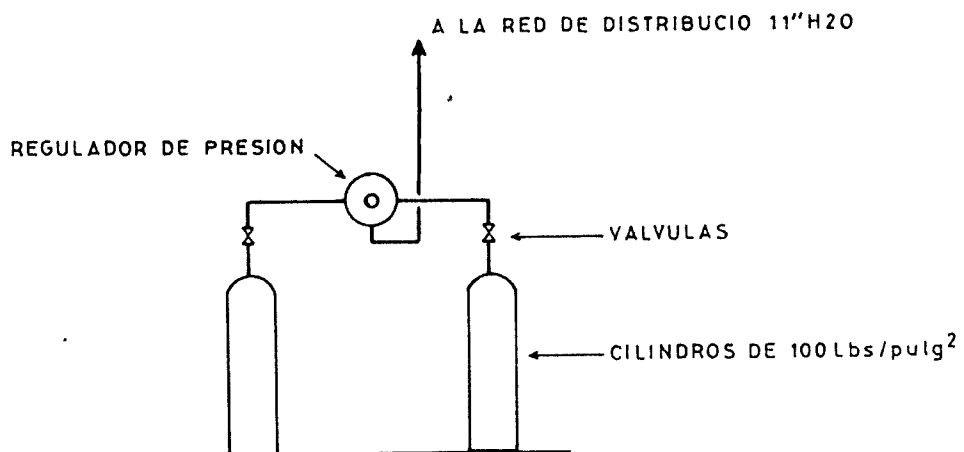 A LA RED DE DISTRIBUCIO 11"H2O
REGULADOR DE PRESION
VALVULAS
CILINDROS DE 100 Lbs/pulg²